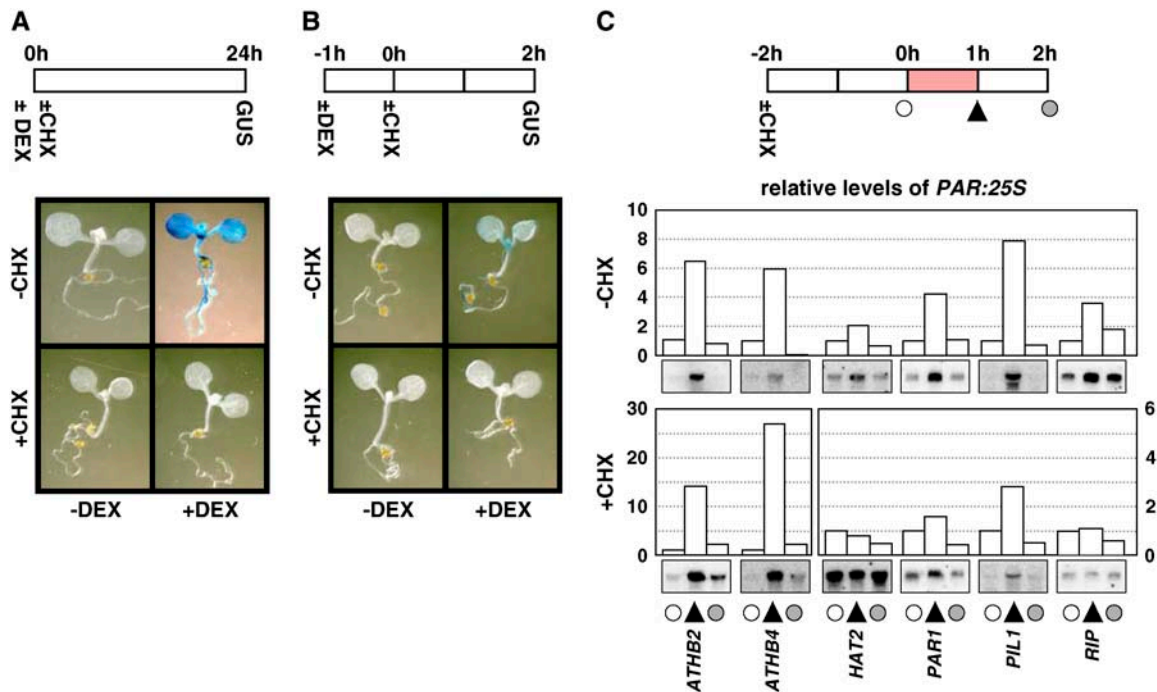 A
0h 24h
± DEX
±CHX
GUS
-CHX
+CHX
-DEX +DEX
B
-1h 0h 2h
±DEX
±CHX
GUS
-CHX
+CHX
-DEX +DEX
C
-2h 0h 1h 2h
±CHX
relative levels of PAR:25S
10
8
6
4
2
0
-CHX
30
20
10
0
+CHX
6
4
2
0
ATHB2 ATHB4 HAT2 PAR1 PIL1 RIP